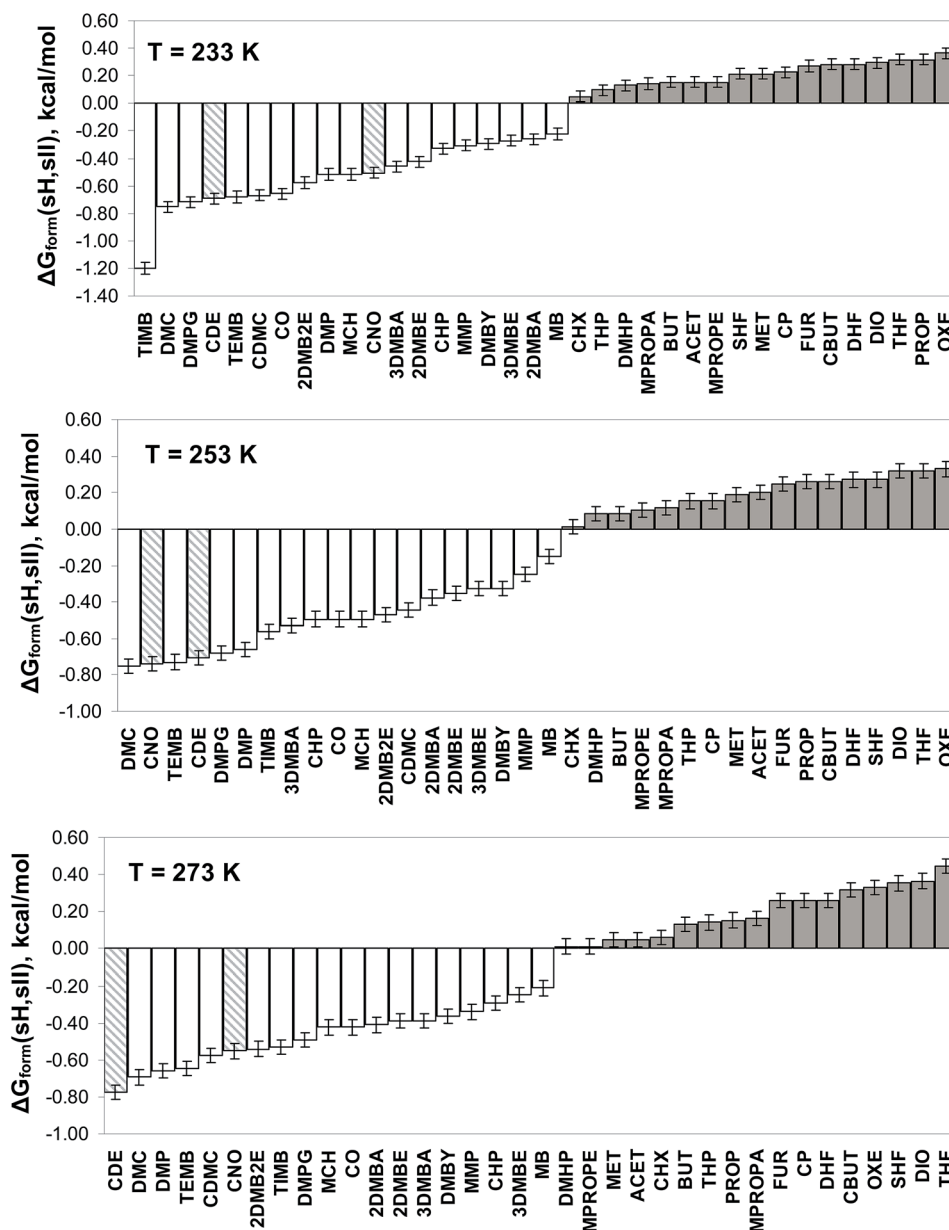 T = 233 K
ΔGform(sH,sII), kcal/mol
0.60
0.40
0.20
0.00
-0.20
-0.40
-0.60
-0.80
-1.00
-1.20
-1.40
TIMB
DMC
DMPG
CDE
TEMB
CDMC
CO
2DMB2E
DMP
MCH
CNO
3DMBA
2DMBE
CHP
MMP
DMBY
3DMBE
2DMBA
MB
CHX
THP
DMHP
MPROPA
BUT
ACET
MPROPE
SHF
MET
CP
FUR
CBUT
DHF
DIO
THF
PROP
OXE
T = 253 K
ΔGform(sH,sII), kcal/mol
0.60
0.40
0.20
0.00
-0.20
-0.40
-0.60
-0.80
-1.00
DMC
CNO
TEMB
CDE
DMPG
DMP
TIMB
3DMBA
CHP
CO
MCH
2DMB2E
CDMC
2DMBA
2DMBE
3DMBE
DMBY
MMP
MB
CHX
DMHP
BUT
MPROPE
MPROPA
THP
CP
MET
ACET
FUR
PROP
CBUT
DHF
SHF
DIO
THF
OXE
T = 273 K
ΔGform(sH,sII), kcal/mol
0.60
0.40
0.20
0.00
-0.20
-0.40
-0.60
-0.80
-1.00
CDE
DMC
DMP
TEMB
CDMC
CNO
2DMB2E
TIMB
DMPG
MCH
CO
2DMBA
2DMBE
3DMBA
DMBY
MMP
CHP
3DMBE
MB
DMHP
MPROPE
MET
ACET
CHX
BUT
THP
PROP
MPROPA
FUR
CP
DHF
CBUT
OXE
SHF
DIO
THF